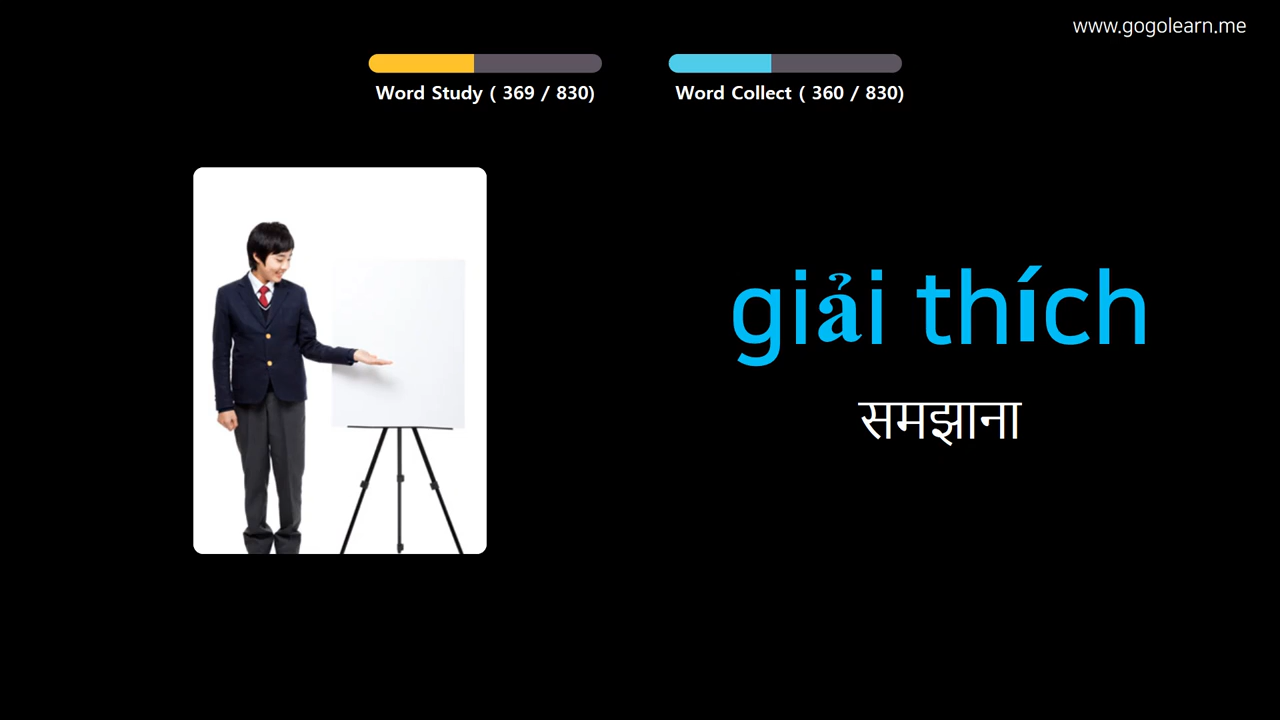 www.gogolearn.me
Word Study ( 369 / 830)
Word Collect ( 360 / 830)
giải thích
समझाना